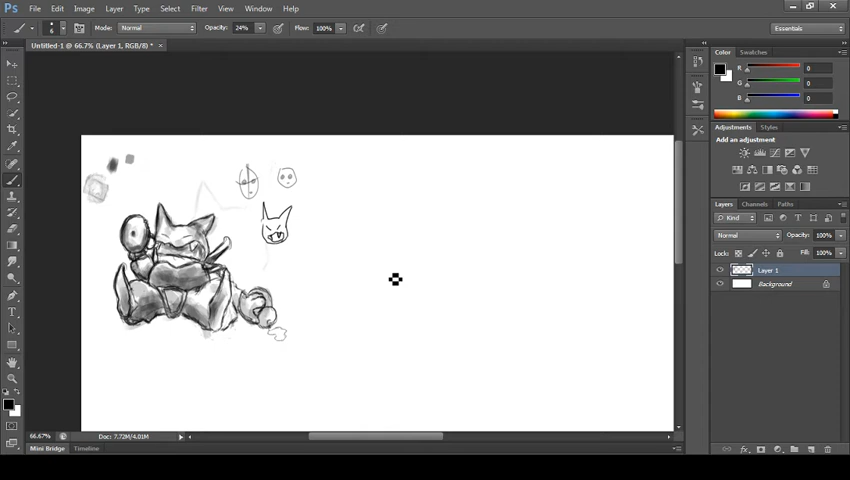 Ps File Edit Image Layer Type Select Filter View Window Help
6 Mode: Normal Opacity: 24% Flow: 100% Essentials
Untitled-1 @ 66.7% (Layer 1, RGB/8) * ×
Color Swatches
R 0
G 0
B 0
Adjustments Styles
Add an adjustment
Layers Channels Paths
Kind
Normal Opacity: 100%
Lock: Fill: 100%
Layer 1
Background
66.67% Doc: 7.72M/4.01M
Mini Bridge Timeline